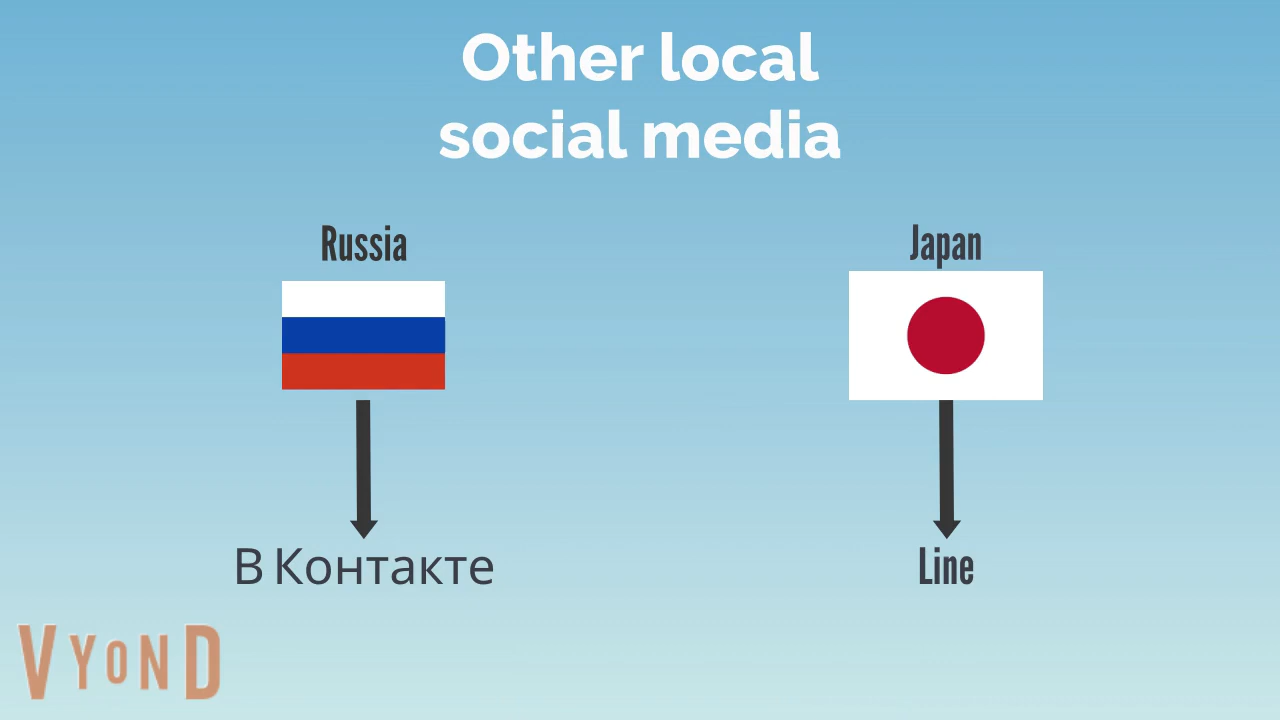 Other local
social media
Russia
Japan
В Контакте
Line
VYOND